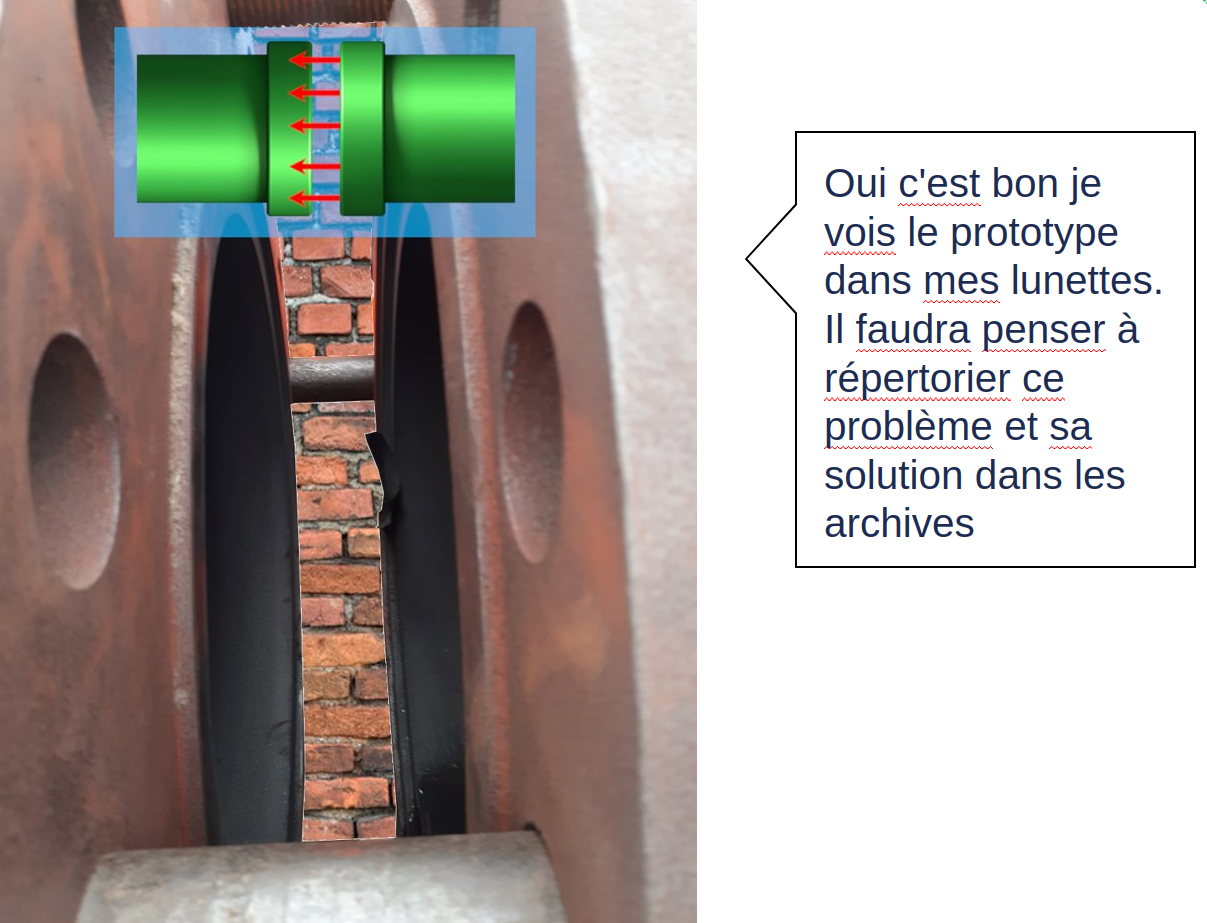 Oui c'est bon je
vois le prototype
dans mes lunettes.
Il faudra penser à
répertorier ce
problème et sa
solution dans les
archives